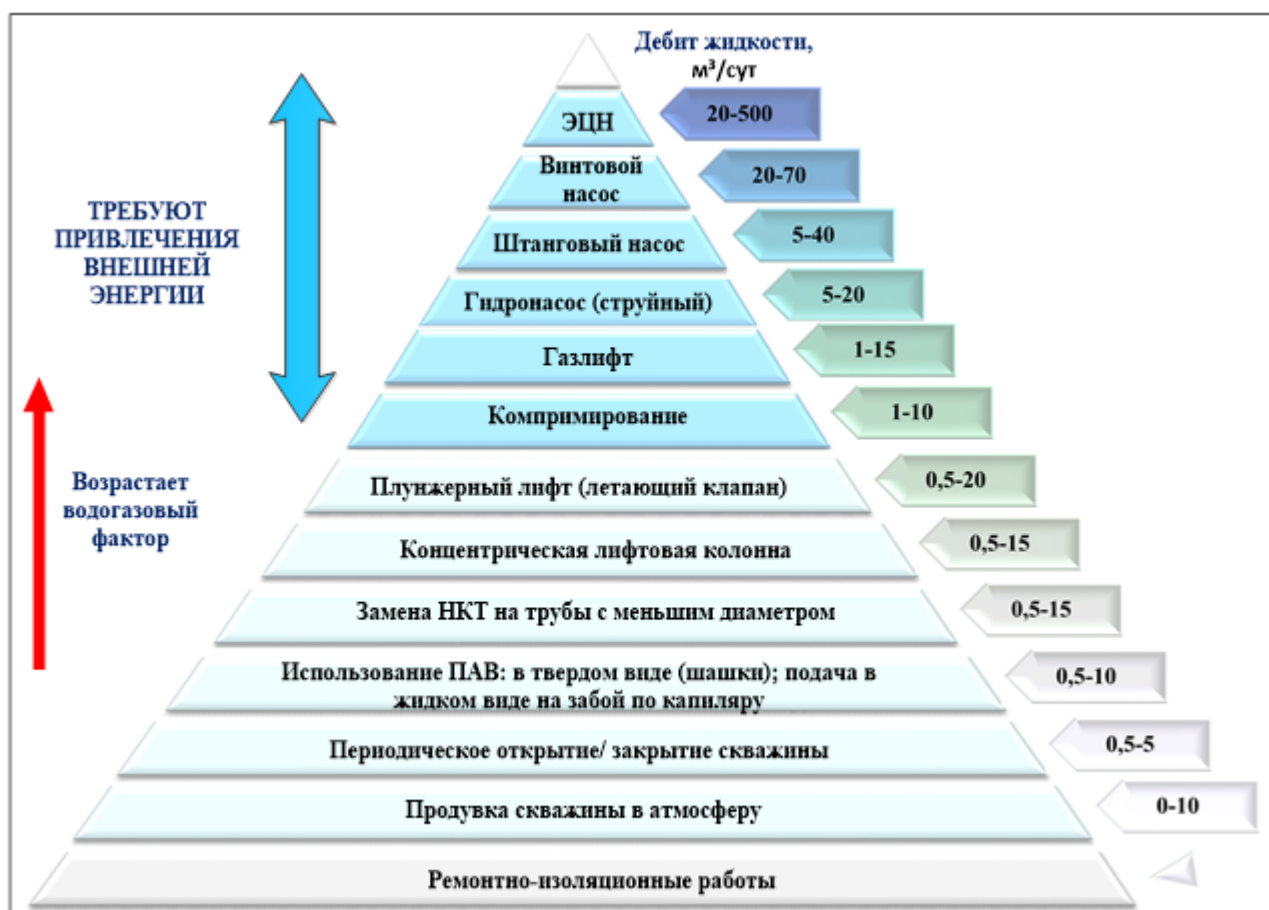 Дебит жидкости,
м³/сут
ЭЦН
20-500
Винтовой
насос
20-70
ТРЕБУЮТ
ПРИВЛЕЧЕНИЯ
ВНЕШНЕЙ
ЭНЕРГИИ
Штанговый насос
5-40
Гидронасос (струйный)
5-20
Газлифт
1-15
Компримирование
1-10
Возрастает
водогазовый
фактор
Плунжерный лифт (летающий клапан)
0,5-20
Концентрическая лифтовая колонна
0,5-15
Замена НКТ на трубы с меньшим диаметром
0,5-15
Использование ПАВ: в твердом виде (шашки); подача в
жидком виде на забой по капиляру
0,5-10
Периодическое открытие/ закрытие скважины
0,5-5
Продувка скважины в атмосферу
0-10
Ремонтно-изоляционные работы